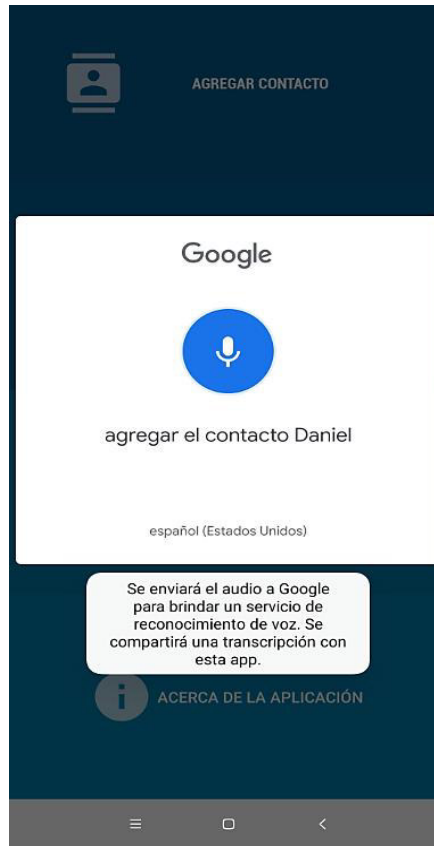 AGREGAR CONTACTO
Google
agregar el contacto Daniel
español (Estados Unidos)
Se enviará el audio a Google
para brindar un servicio de
reconocimiento de voz. Se
compartirá una transcripción con
esta app.
ACERCA DE LA APLICACIÓN